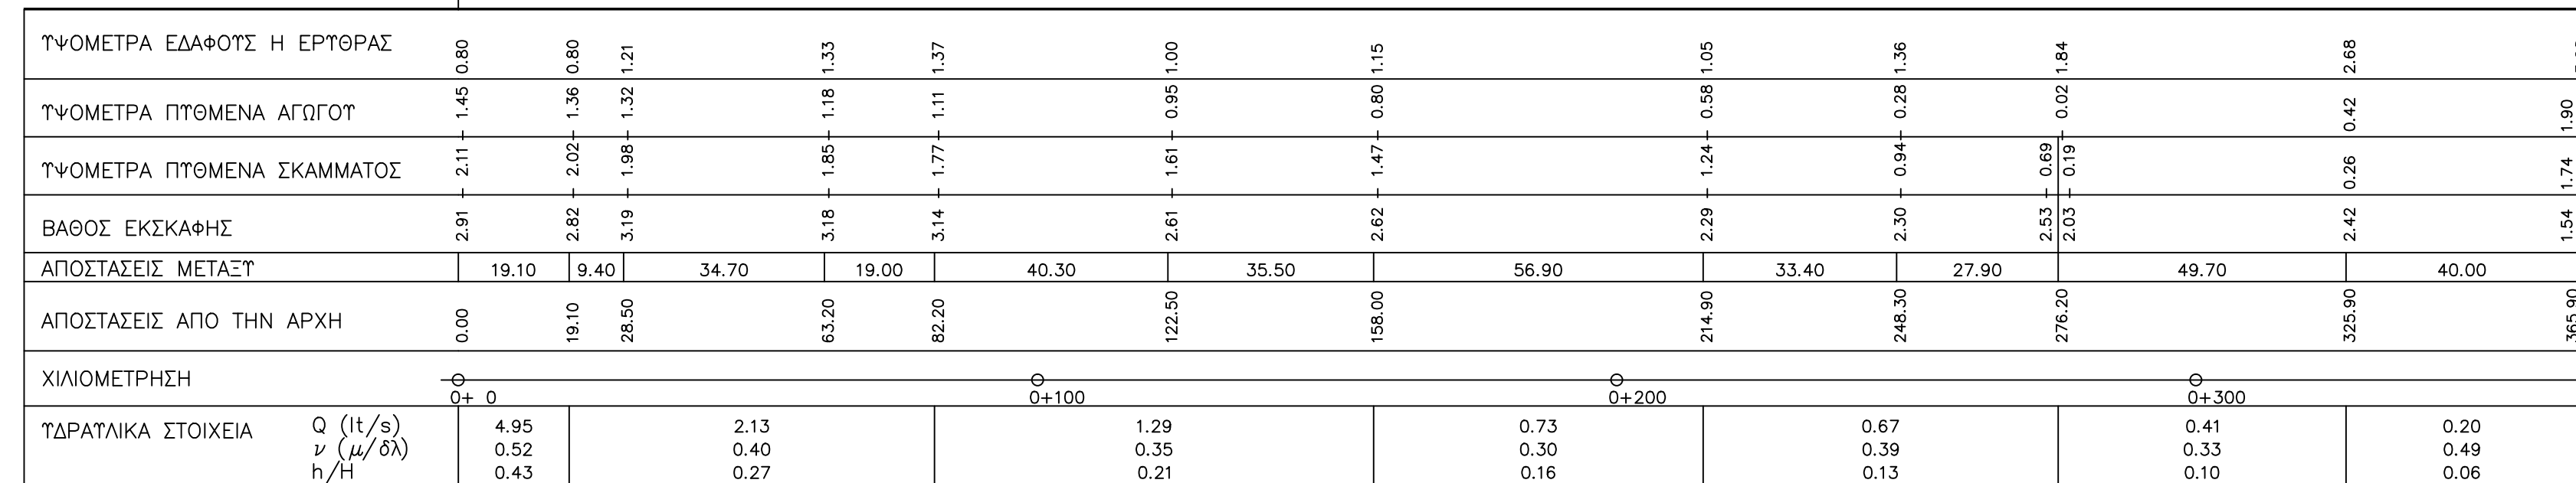 ΥΨΟΜΕΤΡΑ ΕΔΑΦΟΥΣ Η ΕΡΥΘΡΑΣ 0.80 0.80 1.21 1.33 1.37 1.00 1.15 1.05 1.36 1.84 2.68
ΥΨΟΜΕΤΡΑ ΠΥΘΜΕΝΑ ΑΓΩΓΟΥ -1.45 -1.36 -1.32 -1.18 -1.11 -0.95 -0.80 -0.58 -0.28 -0.02 0.42 1.90
ΥΨΟΜΕΤΡΑ ΠΥΘΜΕΝΑ ΣΚΑΜΜΑΤΟΣ -2.11 -2.02 -1.98 -1.85 -1.77 -1.61 -1.47 -1.24 -0.94 -0.69 -0.19 0.26 1.74
ΒΑΘΟΣ ΕΚΣΚΑΦΗΣ 2.91 2.82 3.19 3.18 3.14 2.61 2.62 2.29 2.30 2.53 2.03 2.42 1.54
ΑΠΟΣΤΑΣΕΙΣ ΜΕΤΑΞΥ 19.10 9.40 34.70 19.00 40.30 35.50 56.90 33.40 27.90 49.70 40.00
ΑΠΟΣΤΑΣΕΙΣ ΑΠΟ ΤΗΝ ΑΡΧΗ 0.00 19.10 28.50 63.20 82.20 122.50 158.00 214.90 248.30 276.20 325.90 365.90
ΧΙΛΙΟΜΕΤΡΗΣΗ
0+ 0 0+100 0+200 0+300
ΥΔΡΑΥΛΙΚΑ ΣΤΟΙΧΕΙΑ Q (lt/s) 4.95 2.13 1.29 0.73 0.67 0.41 0.20
ν (μ/δλ) 0.52 0.40 0.35 0.30 0.39 0.33 0.49
h/H 0.43 0.27 0.21 0.16 0.13 0.10 0.06